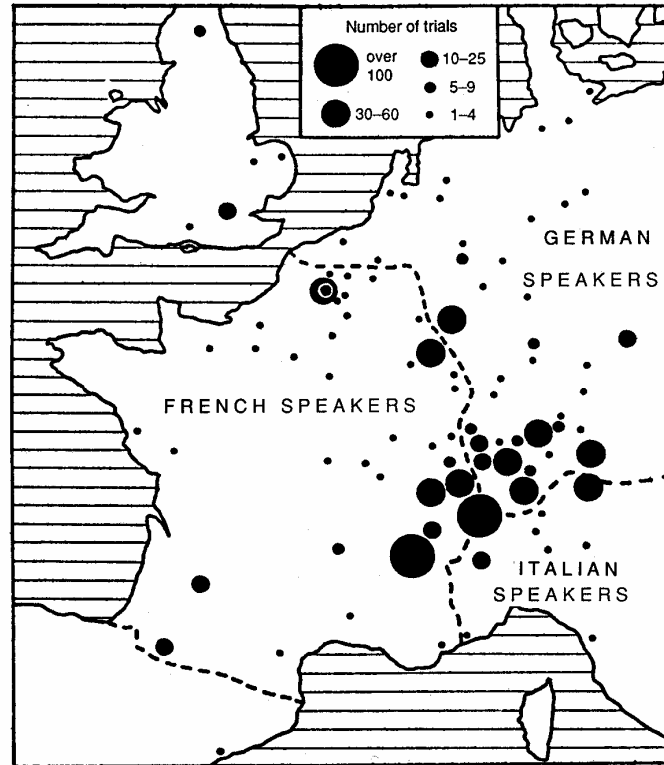 Number of trials
over
100
30–60
10–25
5–9
1–4
GERMAN
SPEAKERS
FRENCH SPEAKERS
ITALIAN
SPEAKERS